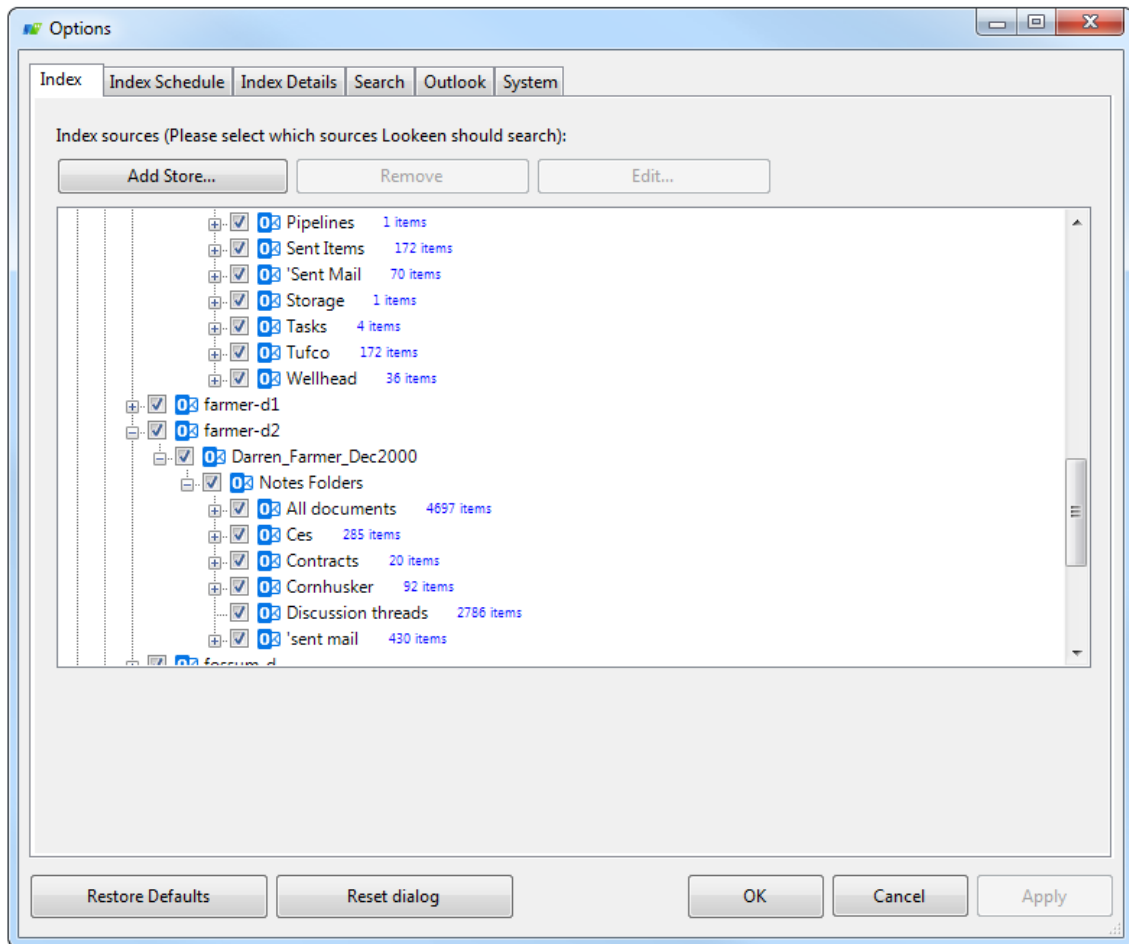 Options
Index Index Schedule Index Details Search Outlook System
Index sources (Please select which sources Lookeen should search):
Add Store... Remove Edit...
Pipelines 1 items
Sent Items 172 items
'Sent Mail 70 items
Storage 1 items
Tasks 4 items
Tufco 172 items
Wellhead 36 items
farmer-d1
farmer-d2
Darren_Farmer_Dec2000
Notes Folders
All documents 4697 items
Ces 285 items
Contracts 20 items
Cornhusker 92 items
Discussion threads 2786 items
'sent mail 430 items
fossum-d
Restore Defaults Reset dialog OK Cancel Apply